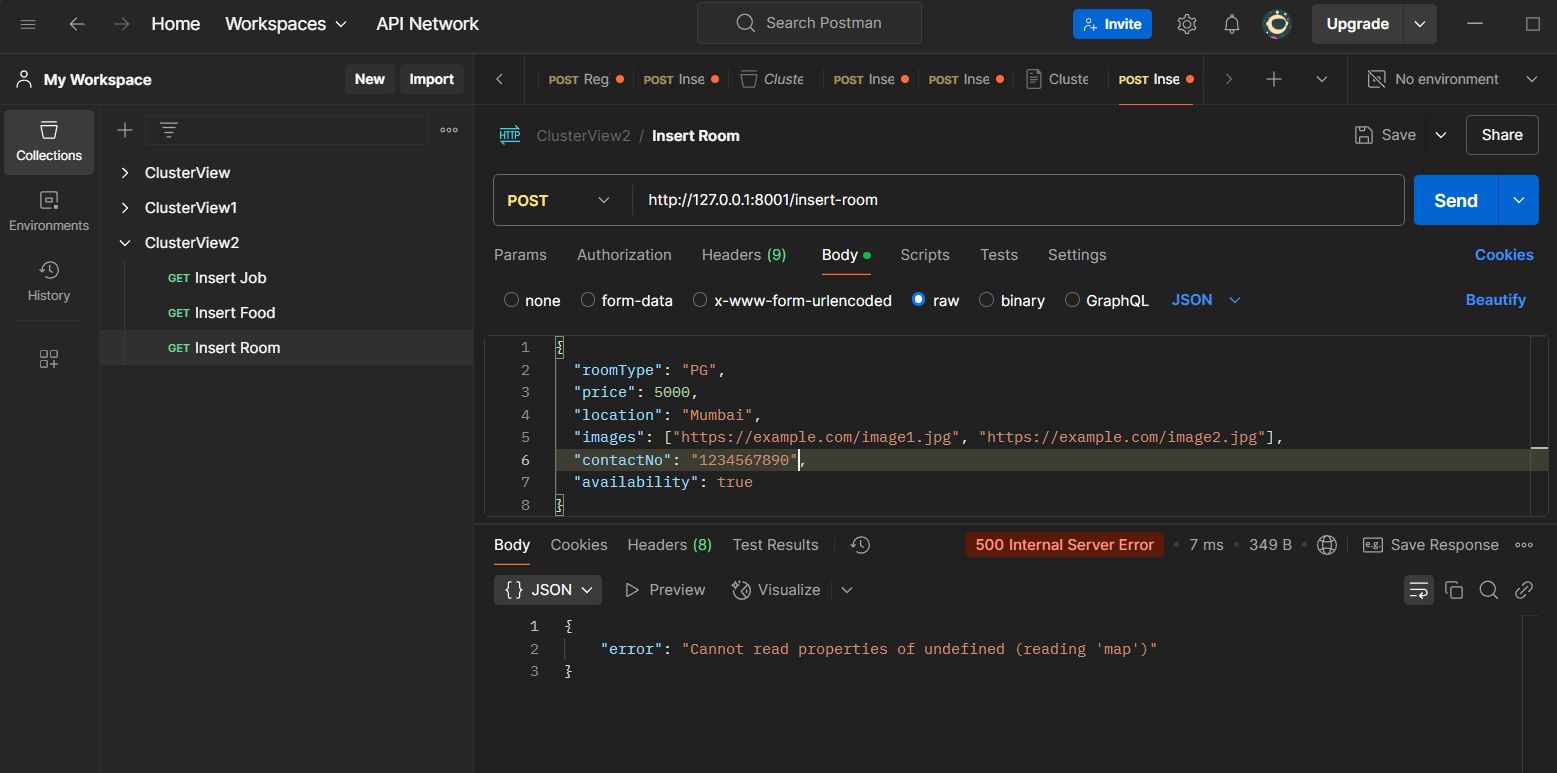 Home Workspaces API Network Search Postman Invite Upgrade
My Workspace New Import POST Reg POST Inse Cluste POST Inse POST Inse Cluste POST Inse No environment
Collections
Environments
History
ClusterView
ClusterView1
ClusterView2
GET Insert Job
GET Insert Food
GET Insert Room
HTTP ClusterView2 / Insert Room Save Share
POST http://127.0.0.1:8001/insert-room Send
Params Authorization Headers (9) Body Scripts Tests Settings Cookies
none form-data x-www-form-urlencoded raw binary GraphQL JSON Beautify
1 {
2 "roomType": "PG",
3 "price": 5000,
4 "location": "Mumbai",
5 "images": ["https://example.com/image1.jpg", "https://example.com/image2.jpg"],
6 "contactNo": "1234567890",
7 "availability": true
8 }
Body Cookies Headers (8) Test Results 500 Internal Server Error • 7 ms • 349 B • e.g. Save Response
{} JSON Preview Visualize
1 {
2 "error": "Cannot read properties of undefined (reading 'map')"
3 }